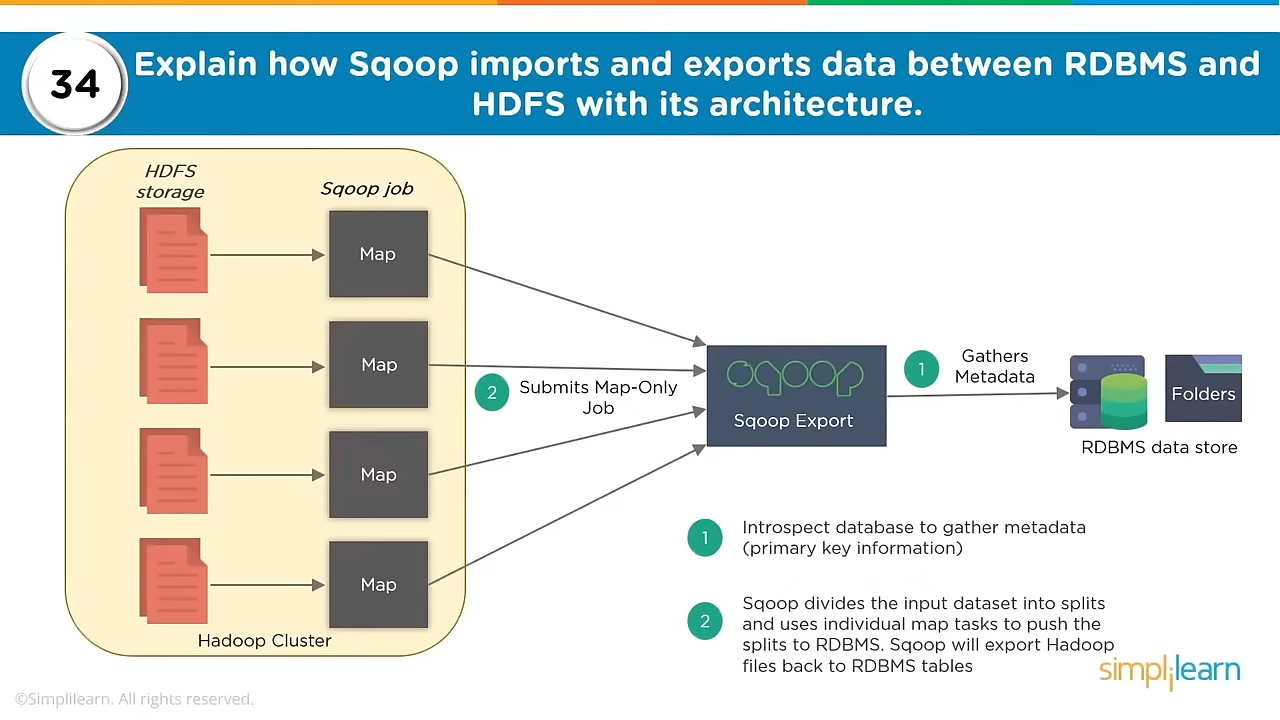 34
Explain how Sqoop imports and exports data between RDBMS and
HDFS with its architecture.
HDFS
storage
Sqoop job
Map
Map
Map
Map
Hadoop Cluster
2
Submits Map-Only
Job
sqoop
Sqoop Export
1
Gathers
Metadata
Folders
RDBMS data store
1
Introspect database to gather metadata
(primary key information)
2
Sqoop divides the input dataset into splits
and uses individual map tasks to push the
splits to RDBMS. Sqoop will export Hadoop
files back to RDBMS tables
simplilearn
©Simplilearn. All rights reserved.